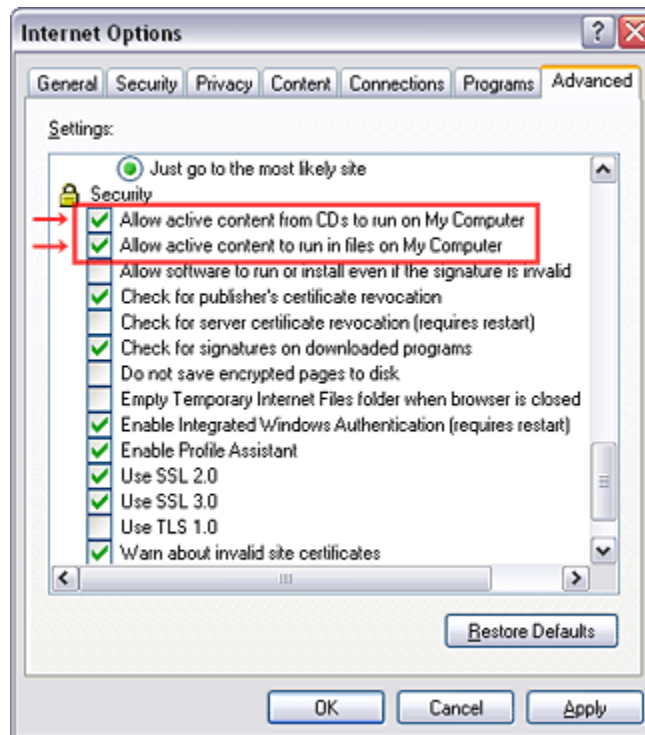 Internet Options
General Security Privacy Content Connections Programs Advanced
Settings:
Just go to the most likely site
Security
Allow active content from CDs to run on My Computer
Allow active content to run in files on My Computer
Allow software to run or install even if the signature is invalid
Check for publisher's certificate revocation
Check for server certificate revocation (requires restart)
Check for signatures on downloaded programs
Do not save encrypted pages to disk
Empty Temporary Internet Files folder when browser is closed
Enable Integrated Windows Authentication (requires restart)
Enable Profile Assistant
Use SSL 2.0
Use SSL 3.0
Use TLS 1.0
Warn about invalid site certificates
Restore Defaults
OK Cancel Apply